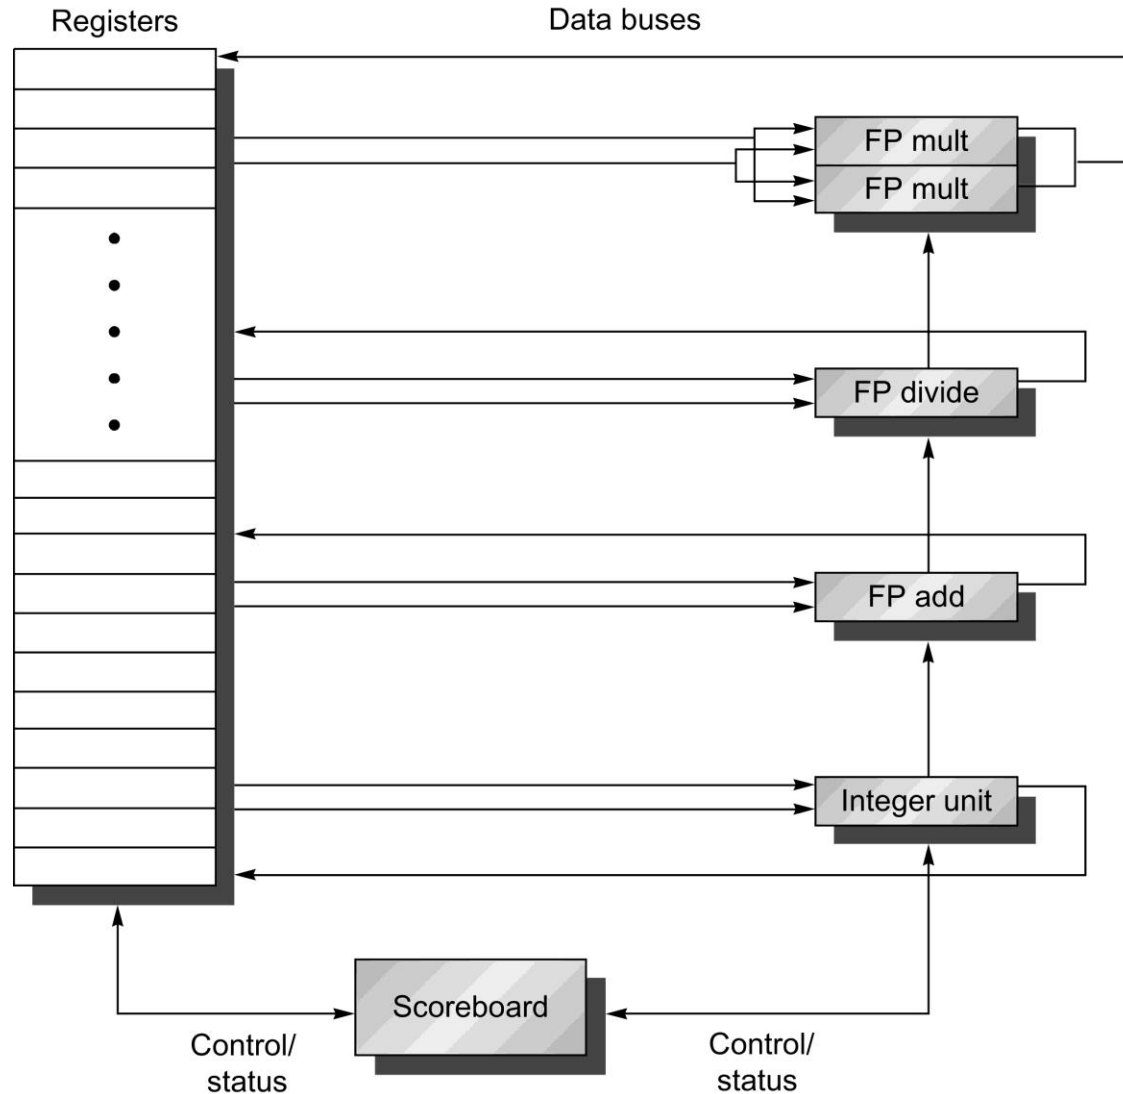 Registers
Data buses
FP mult
FP mult
FP divide
FP add
Integer unit
Scoreboard
Control/
status
Control/
status